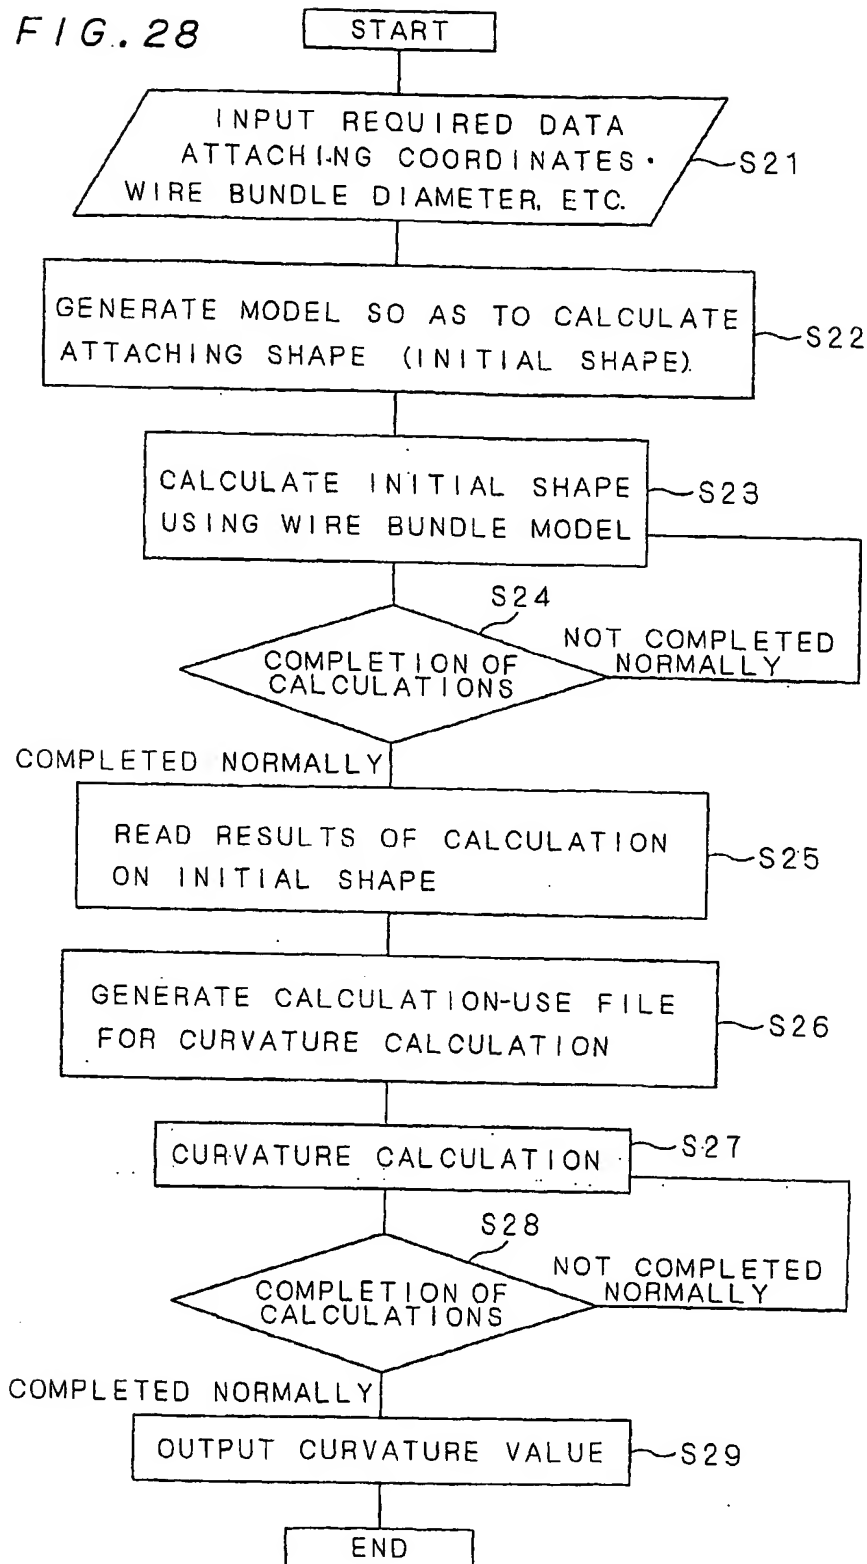 FIG. 28
START
INPUT REQUIRED DATA
ATTACHING COORDINATES·
WIRE BUNDLE DIAMETER, ETC.
S21
GENERATE MODEL SO AS TO CALCULATE
ATTACHING SHAPE (INITIAL SHAPE).
S22
CALCULATE INITIAL SHAPE
USING WIRE BUNDLE MODEL
S23
S24
COMPLETION OF
CALCULATIONS
NOT COMPLETED
NORMALLY
COMPLETED NORMALLY
READ RESULTS OF CALCULATION
ON INITIAL SHAPE
S25
GENERATE CALCULATION-USE FILE
FOR CURVATURE CALCULATION
S26
CURVATURE CALCULATION
S27
S28
COMPLETION OF
CALCULATIONS
NOT COMPLETED
NORMALLY
COMPLETED NORMALLY
OUTPUT CURVATURE VALUE
S29
END